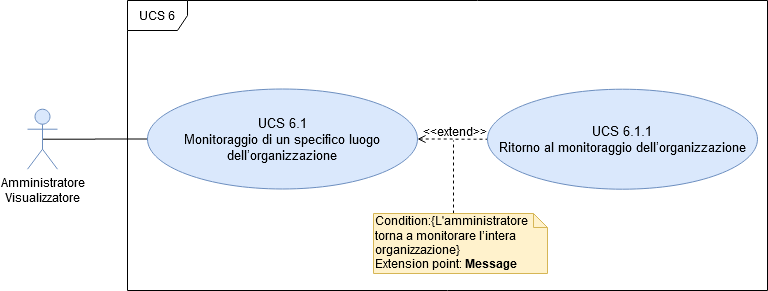 UCS 6
UCS 6.1
Monitoraggio di un specifico luogo
dell'organizzazione
<<extend>>
UCS 6.1.1
Ritorno al monitoraggio dell'organizzazione
Amministratore
Visualizzatore
Condition:{L'amministratore
torna a monitorare l'intera
organizzazione}
Extension point: Message